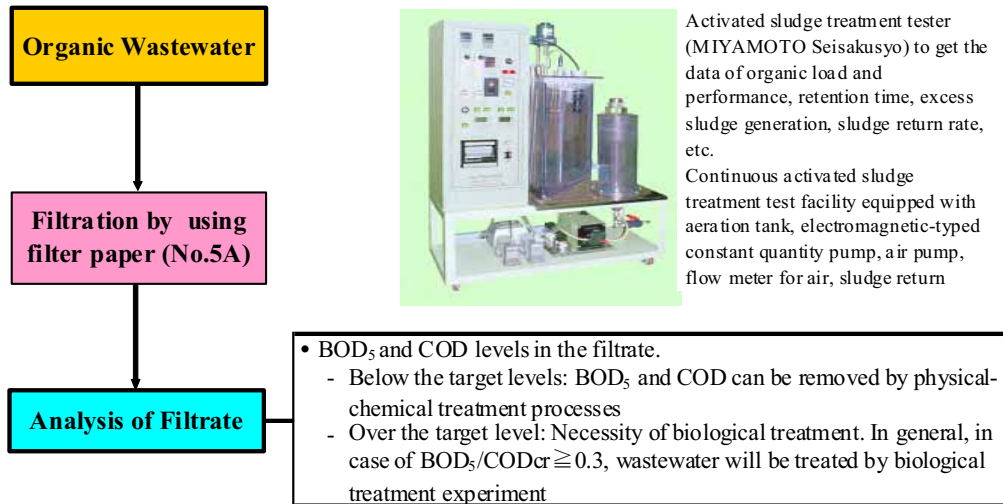 Organic Wastewater
Filtration by using
filter paper (No.5A)
Analysis of Filtrate
Activated sludge treatment tester
(MIYAMOTO Seisakusyo) to get the
data of organic load and
performance, retention time, excess
sludge generation, sludge return rate,
etc.
Continuous activated sludge
treatment test facility equipped with
aeration tank, electromagnetic-typed
constant quantity pump, air pump,
flow meter for air, sludge return
• BOD₅ and COD levels in the filtrate.
- Below the target levels: BOD₅ and COD can be removed by physical-
chemical treatment processes
- Over the target level: Necessity of biological treatment. In general, in
case of BOD₅/CODcr≧0.3, wastewater will be treated by biological
treatment experiment